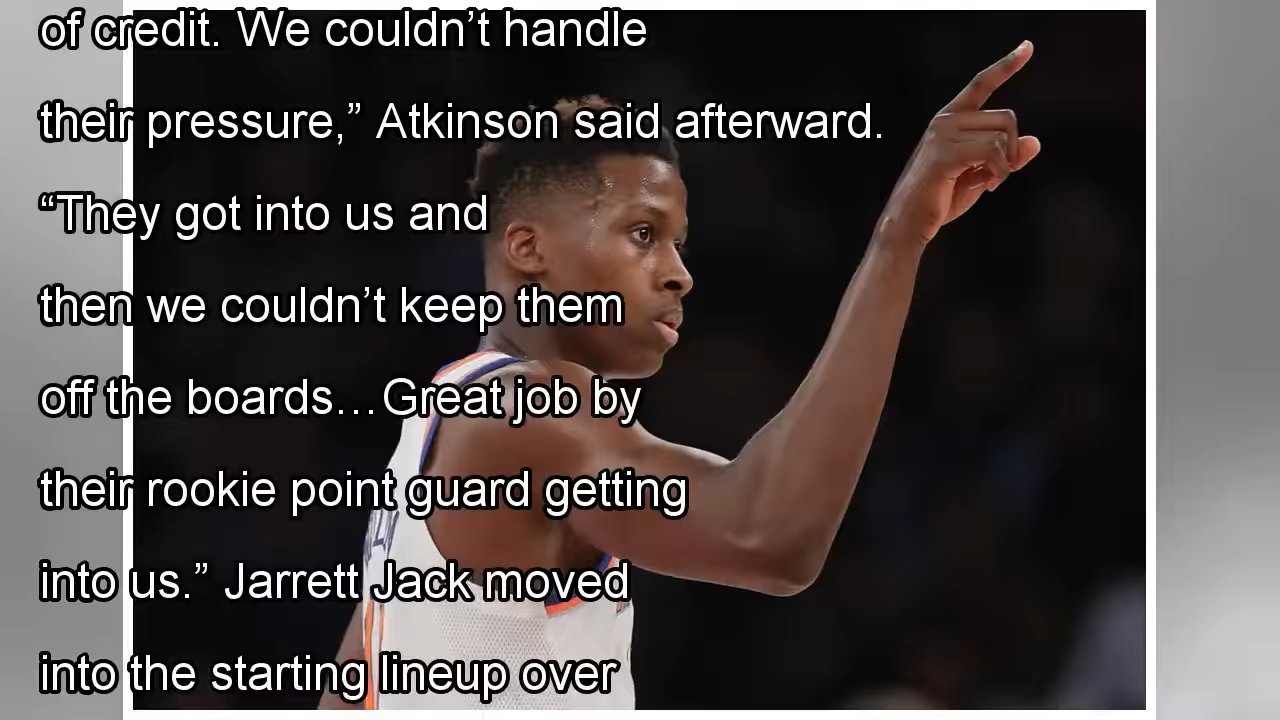 of credit. We couldn’t handle
their pressure,” Atkinson said afterward.
“They got into us and
then we couldn’t keep them
off the boards…Great job by
their rookie point guard getting
into us.” Jarrett Jack moved
into the starting lineup over